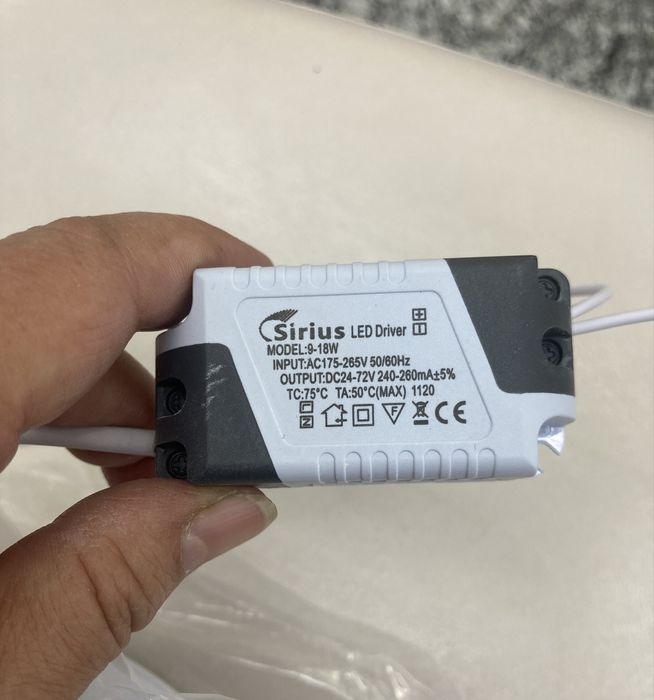 Sirius LED Driver
MODEL:9-18W
INPUT:AC175-265V 50/60Hz
OUTPUT:DC24-72V 240-260mA±5%
TC:75°C TA:50°C(MAX) 1120
F CE